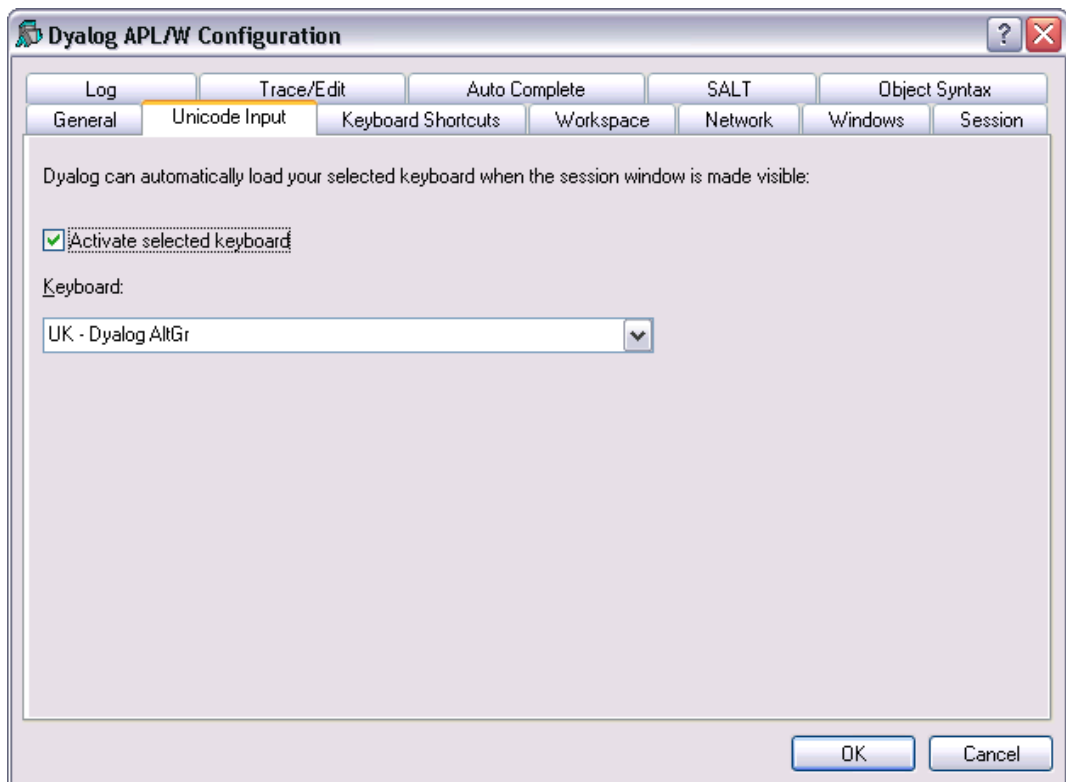 Dyalog APL/W Configuration
Log Trace/Edit Auto Complete SALT Object Syntax
General Unicode Input Keyboard Shortcuts Workspace Network Windows Session
Dyalog can automatically load your selected keyboard when the session window is made visible:
Activate selected keyboard
Keyboard:
UK - Dyalog AltGr
OK Cancel